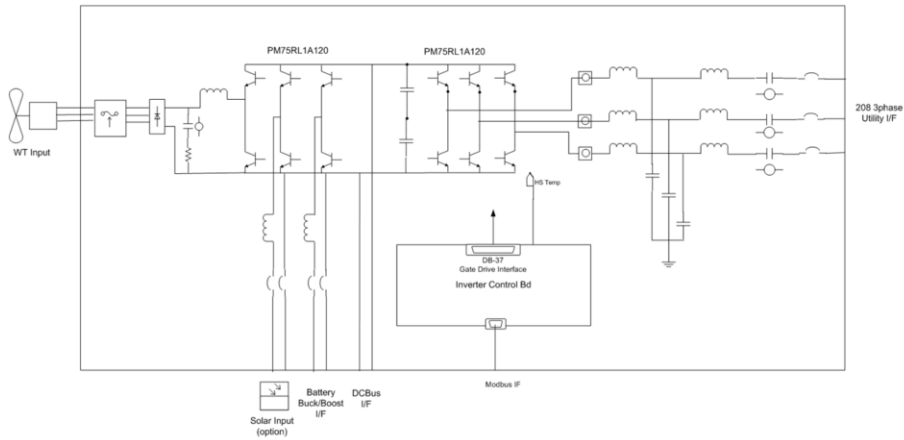 PM75RL1A120
PM75RL1A120
WT Input
208 3phase
Utility I/F
HS Temp
DB-37
Gate Drive Interface
Inverter Control Bd
Modbus IF
Solar Input
(option)
Battery
Buck/Boost
I/F
DCBus
I/F